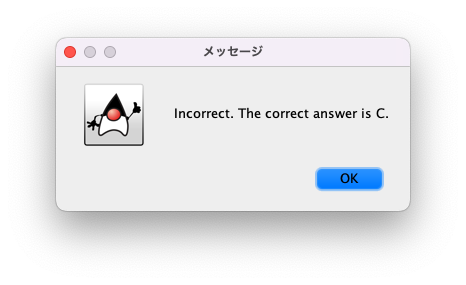 メッセージ
Incorrect. The correct answer is C.
OK